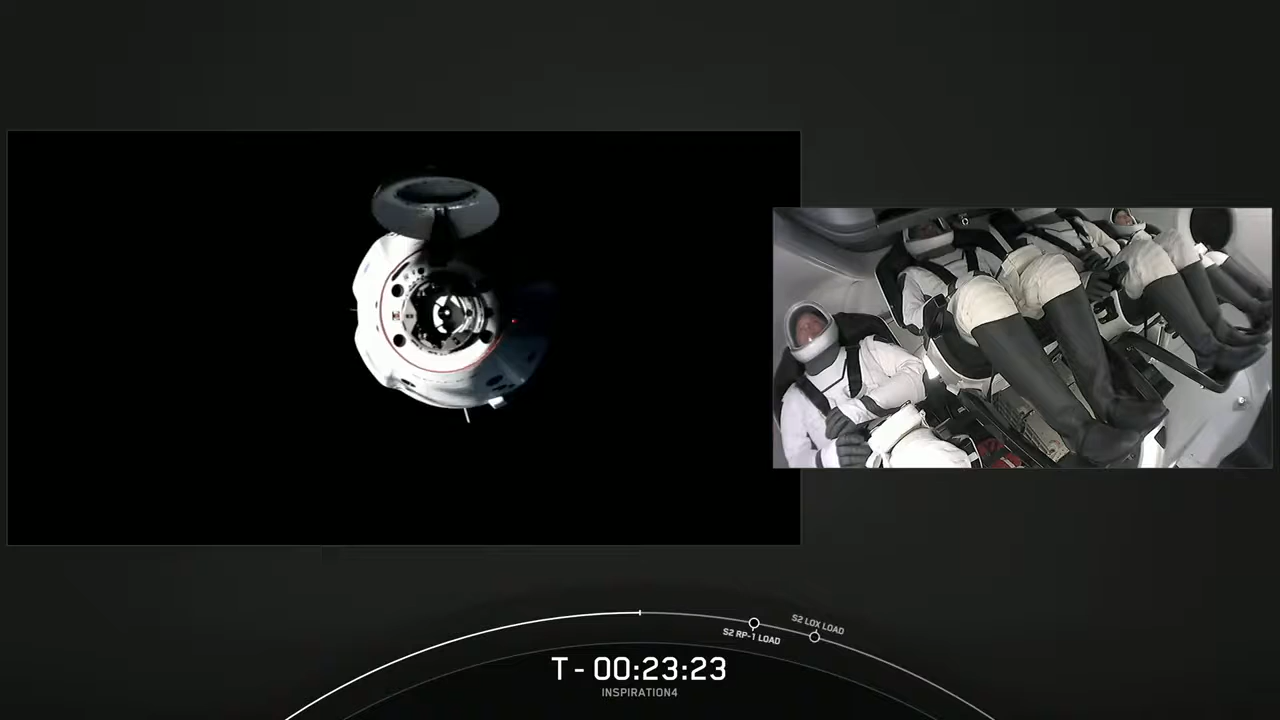 S2 LOX LOAD
S2 RP-1 LOAD
T- 00:23:23
INSPIRATION4